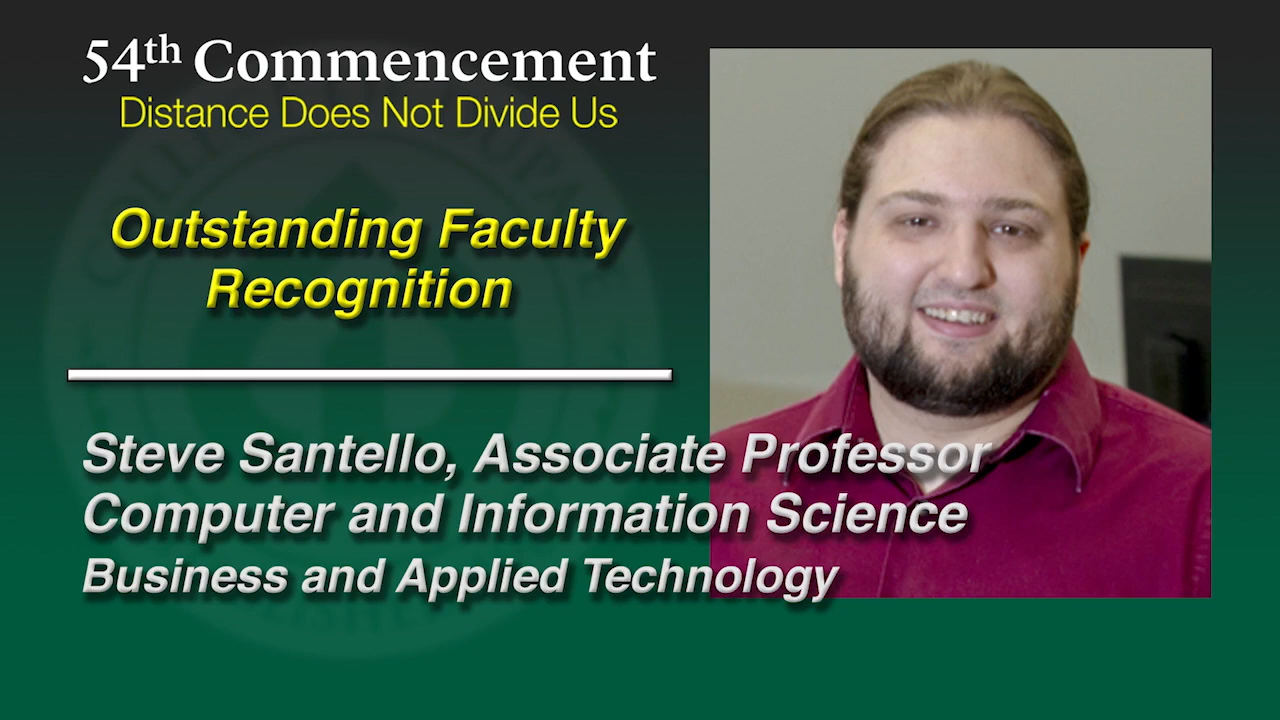 54th Commencement
Distance Does Not Divide Us
Outstanding Faculty
Recognition
Steve Santello, Associate Professor
Computer and Information Science
Business and Applied Technology